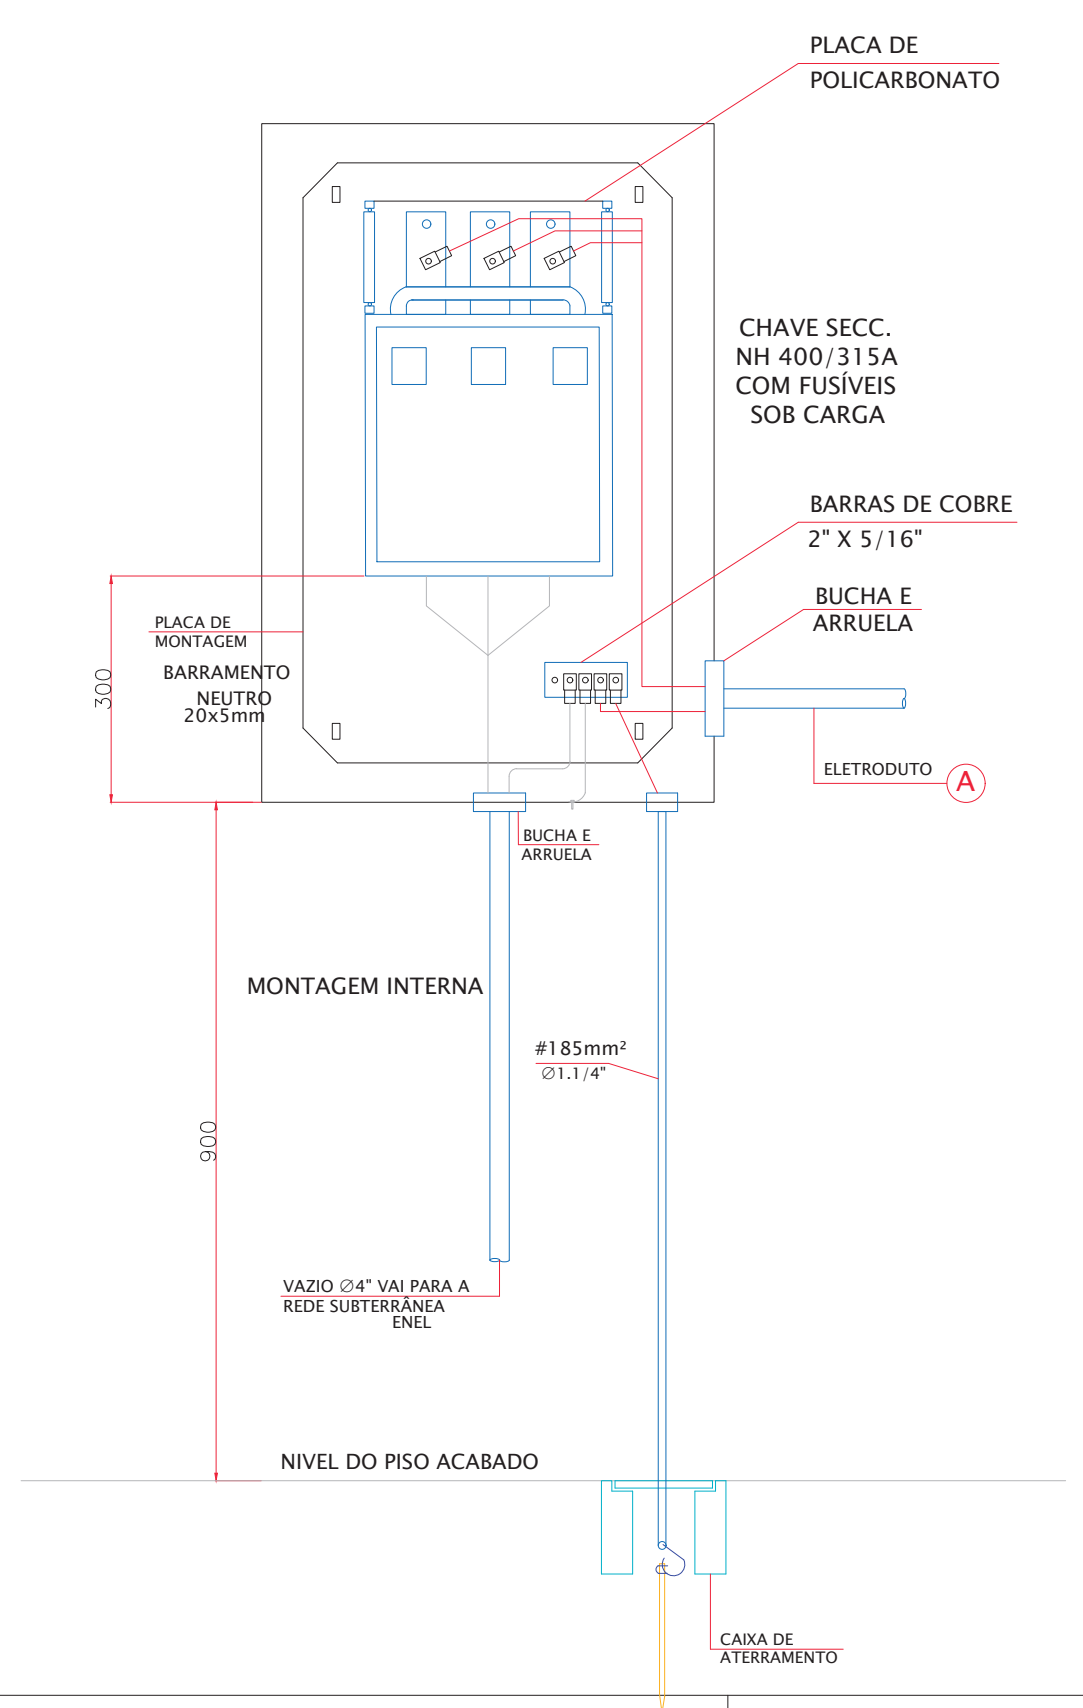 PLACA DE
POLICARBONATO
CHAVE SECC.
NH 400/315A
COM FUSÍVEIS
SOB CARGA
BARRAS DE COBRE
2" X 5/16"
BUCHA E
ARRUELA
PLACA DE
MONTAGEM
BARRAMENTO
NEUTRO
20x5mm
300
ELETRODUTO
A
BUCHA E
ARRUELA
MONTAGEM INTERNA
#185mm²
∅1.1/4"
900
VAZIO ∅4" VAI PARA A
REDE SUBTERRÂNEA
ENEL
NIVEL DO PISO ACABADO
CAIXA DE
ATERRAMENTO